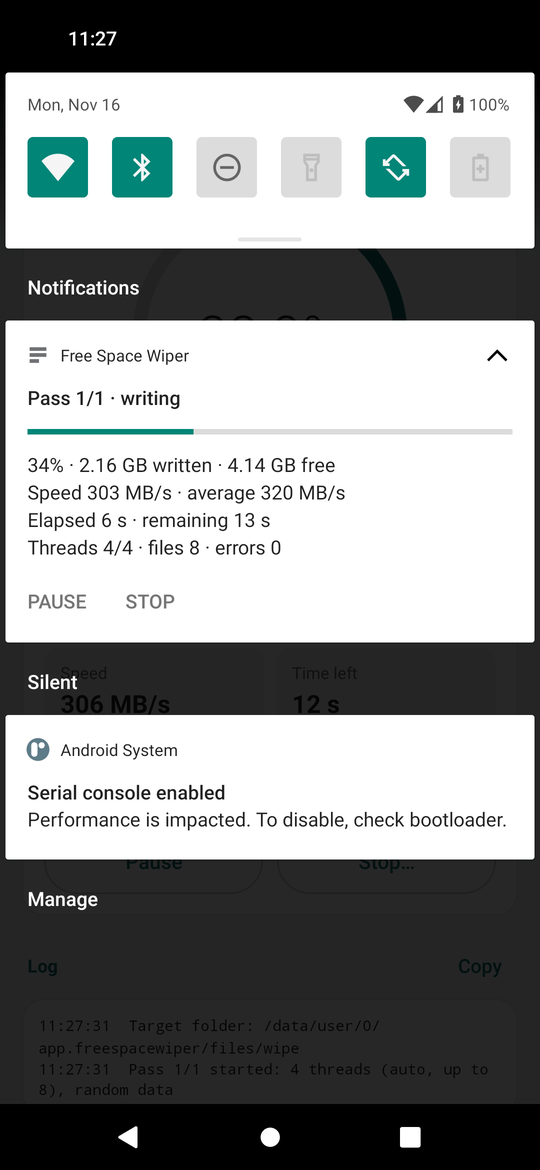 11:27
Mon, Nov 16
100%
Notifications
Free Space Wiper
Pass 1/1 · writing
34% · 2.16 GB written · 4.14 GB free
Speed 303 MB/s · average 320 MB/s
Elapsed 6 s · remaining 13 s
Threads 4/4 · files 8 · errors 0
PAUSE STOP
Speed Time left
Silent
306 MB/s 12 s
Android System
Serial console enabled
Performance is impacted. To disable, check bootloader.
Pause Stop...
Manage
Log Copy
11:27:31 Target folder: /data/user/0/
app.freespacewiper/files/wipe
11:27:31 Pass 1/1 started: 4 threads (auto, up to
8), random data